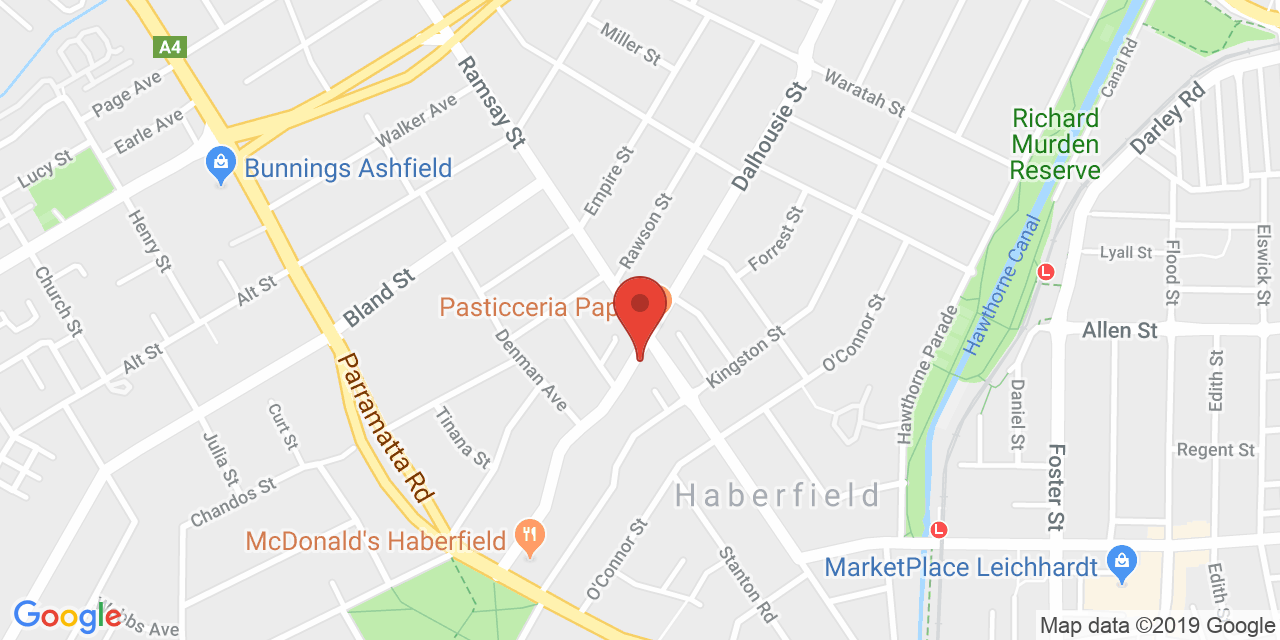 A4
Page Ave
Earle Ave
Lucy St
Walker Ave
Ramsay St
Miller St
Waratah St
Dalhousie St
Canal Rd
Darley Rd
Richard
Murden
Reserve
Bunnings Ashfield
Empire St
Rawson St
Forrest St
Henry St
Hawthorne Canal
Lyall St
Flood St
Elswick St
Church St
Alt St
Bland St
Pasticceria Pap
Allen St
Alt St
Denman Ave
Kingston St
O'Connor St
Hawthorne Parade
Parramatta Rd
Edith St
Daniel St
Curt St
Tinana St
Julia St
Regent St
Chandos St
Haberfield
Foster St
McDonald's Haberfield
O'Connor St
Stanton Rd
MarketPlace Leichhardt
Edith S
Google
bbs Ave
Map data ©2019 Google